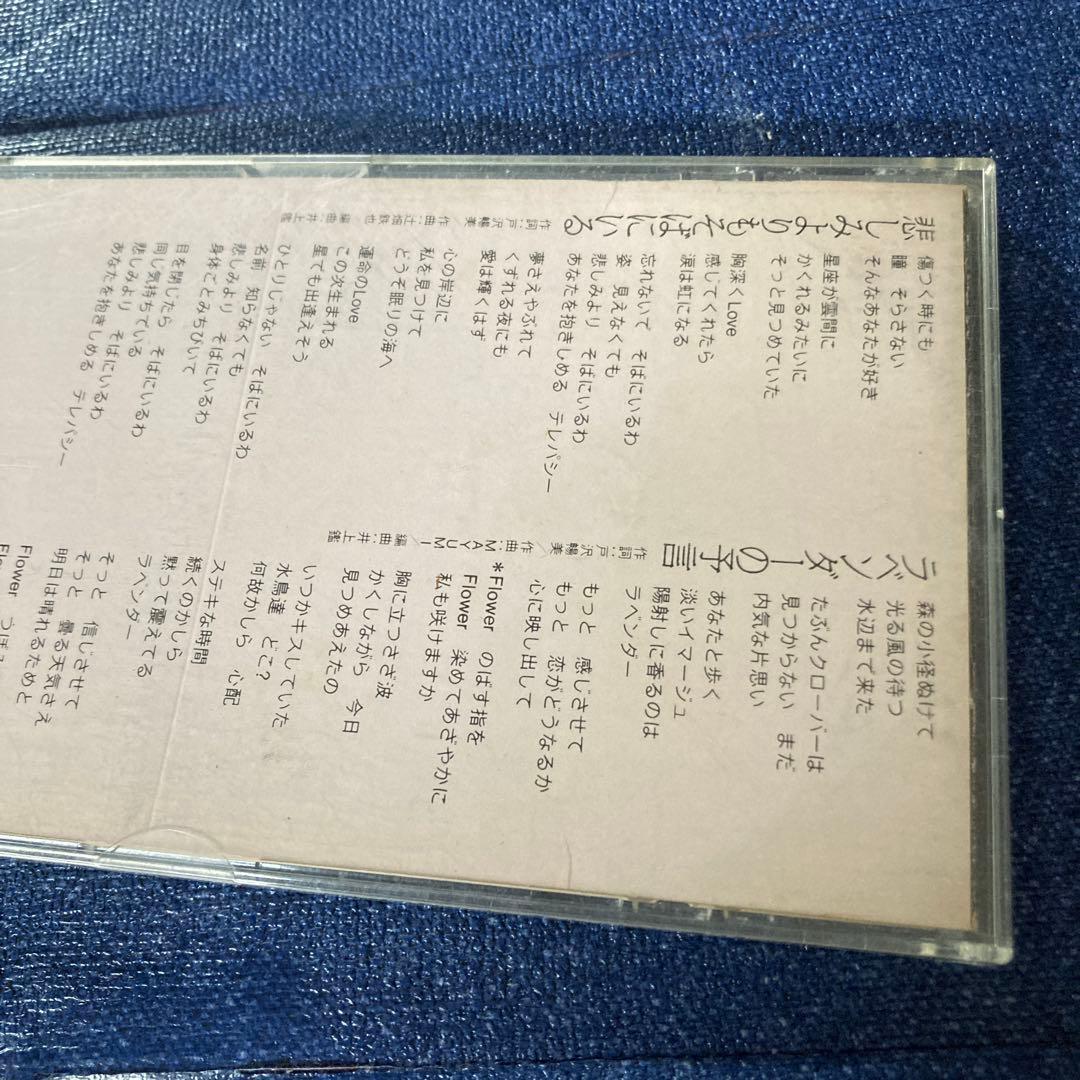 悲しみよりもそばにいる
作詞：戸沢暢美／作曲：辻畑鉄也／編曲：井上鑑
傷つく時にも
瞳　そらさない
そんなあなたが好き
星座が雲間に
かくれるみたいに
そっと見つめていた
胸深くLove
感じてくれたら
涙は虹になる
忘れないで　そばにいるわ
姿　見えなくても
悲しみより　そばにいるわ
あなたを抱きしめる　テレパシー
夢さえやぶれて
くずれる夜にも
愛は輝くはず
心の岸辺に
私を見つけて
どうぞ眠りの海へ
運命のLove
この次生まれる
星でも出逢えそう
ひとりじゃない　そばにいるわ
名前　知らなくても
悲しみより　そばにいるわ
身体ごとみちびいて
目を閉じたら　そばにいるわ
同じ気持ちでいる
悲しみより　そばにいるわ
あなたを抱きしめる　テレパシー
ラベンダーの予言
作詞：戸沢暢美／作曲：MAYUMI／編曲：井上鑑
森の小径ぬけて
光る風の待つ
水辺まで来た
たぶんクローバーは
見つからない　まだ
内気な片思い
あなたと歩く
淡いイマージュ
陽射しに香るのは
ラベンダー
もっと　感じさせて
もっと　恋がどうなるか
心に映し出して
*Flower　のばす指を
Flower　染めてあざやかに
私も咲けますか
胸に立つさざ波
かくしながら　今日
見つめあえたの
いつかキスしていた
水鳥達　どこ？
何故かしら　心配
ステキな時間
続くのかしら
黙って震えてる
ラベンダー
そっと　信じさせて
そっと　曇る天気さえ
明日は晴れるためと
Flower　つぼみ